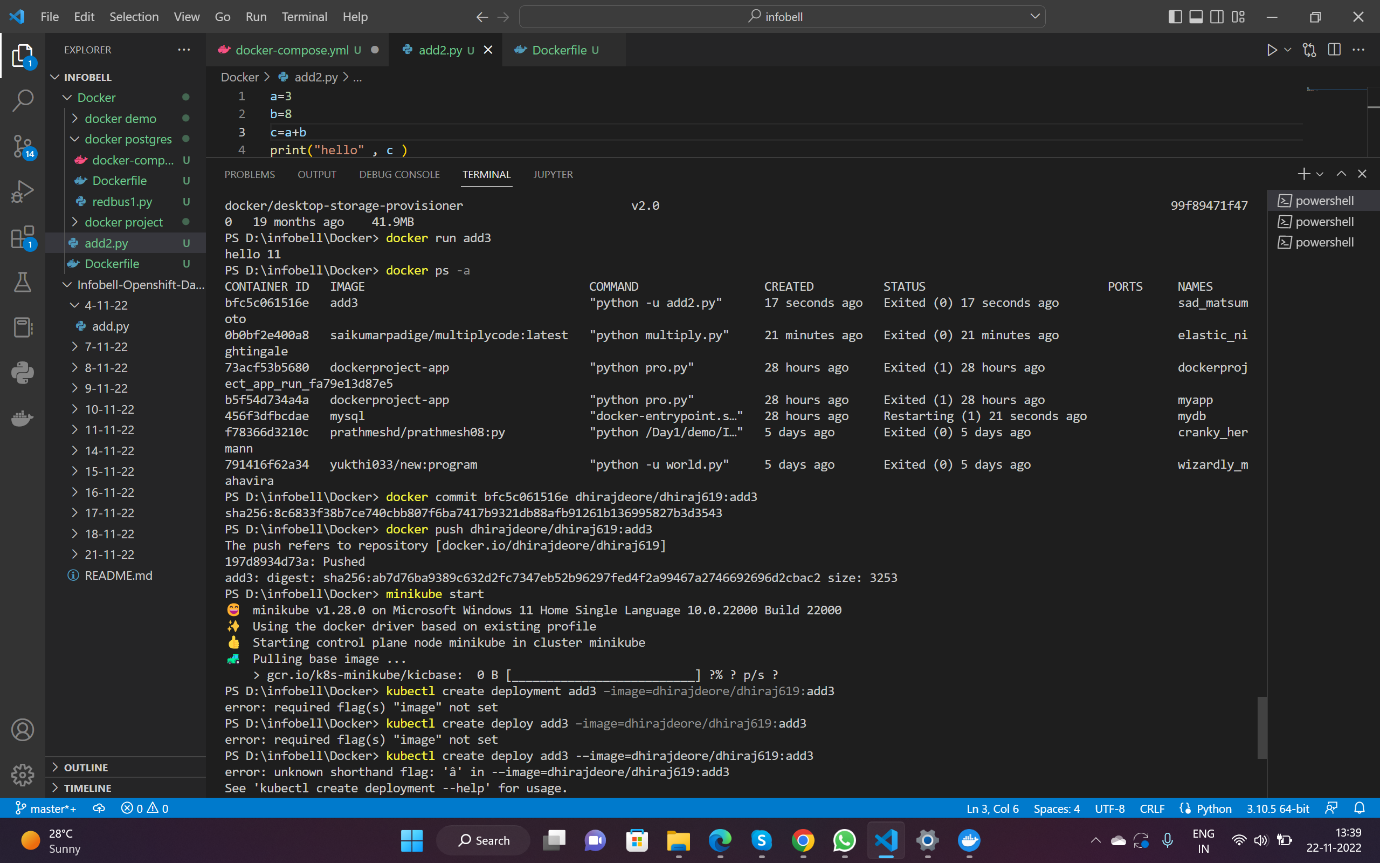 File Edit Selection View Go Run Terminal Help
infobell
EXPLORER
docker-compose.yml U
add2.py U
Dockerfile U
INFOBELL
Docker
docker demo
docker postgres
docker-comp... U
Dockerfile U
redbus1.py U
docker project
add2.py U
Dockerfile U
Infobell-Openshift-Da...
4-11-22
add.py
7-11-22
8-11-22
9-11-22
10-11-22
11-11-22
14-11-22
15-11-22
16-11-22
17-11-22
18-11-22
21-11-22
README.md
OUTLINE
TIMELINE
1
14
1
Docker > add2.py > ...
1 a=3
2 b=8
3 c=a+b
4 print("hello" , c )
PROBLEMS OUTPUT DEBUG CONSOLE TERMINAL JUPYTER
powershell
powershell
powershell
docker/desktop-storage-provisioner v2.0 99f89471f47
0 19 months ago 41.9MB
PS D:\infobell\Docker> docker run add3
hello 11
PS D:\infobell\Docker> docker ps -a
CONTAINER ID IMAGE COMMAND CREATED STATUS PORTS NAMES
bfc5c061516e add3 "python -u add2.py" 17 seconds ago Exited (0) 17 seconds ago sad_matsum
oto
0b0bf2e400a8 saikumarpadige/multiplycode:latest "python multiply.py" 21 minutes ago Exited (0) 21 minutes ago elastic_ni
ghtingale
73acf53b5680 dockerproject-app "python pro.py" 28 hours ago Exited (1) 28 hours ago dockerproj
ect_app_run_fa79e13d87e5
b5f54d734a4a dockerproject-app "python pro.py" 28 hours ago Exited (1) 28 hours ago myapp
456f3dfbcdae mysql "docker-entrypoint.s…" 28 hours ago Restarting (1) 21 seconds ago mydb
f78366d3210c prathmeshd/prathmesh08:py "python /Day1/demo/I…" 5 days ago Exited (0) 5 days ago cranky_her
mann
791416f62a34 yukthi033/new:program "python -u world.py" 5 days ago Exited (0) 5 days ago wizardly_m
ahavira
PS D:\infobell\Docker> docker commit bfc5c061516e dhirajdeore/dhiraj619:add3
sha256:8c6833f38b7ce740cbb807f6ba7417b9321db88afb91261b136995827b3d3543
PS D:\infobell\Docker> docker push dhirajdeore/dhiraj619:add3
The push refers to repository [docker.io/dhirajdeore/dhiraj619]
197d8934d73a: Pushed
add3: digest: sha256:ab7d76ba9389c632d2fc7347eb52b96297fed4f2a99467a2746692696d2cbac2 size: 3253
PS D:\infobell\Docker> minikube start
😄 minikube v1.28.0 on Microsoft Windows 11 Home Single Language 10.0.22000 Build 22000
✨ Using the docker driver based on existing profile
👍 Starting control plane node minikube in cluster minikube
🚜 Pulling base image ...
> gcr.io/k8s-minikube/kicbase: 0 B [__________________________] ?% ? p/s ?
PS D:\infobell\Docker> kubectl create deployment add3 –image=dhirajdeore/dhiraj619:add3
error: required flag(s) "image" not set
PS D:\infobell\Docker> kubectl create deploy add3 –image=dhirajdeore/dhiraj619:add3
error: required flag(s) "image" not set
PS D:\infobell\Docker> kubectl create deploy add3 --image=dhirajdeore/dhiraj619:add3
error: unknown shorthand flag: 'â' in --image=dhirajdeore/dhiraj619:add3
See 'kubectl create deployment --help' for usage.
master*+ 0 0 Ln 3, Col 6 Spaces: 4 UTF-8 CRLF Python 3.10.5 64-bit
28°C
Sunny
Search
ENG
IN
13:39
22-11-2022